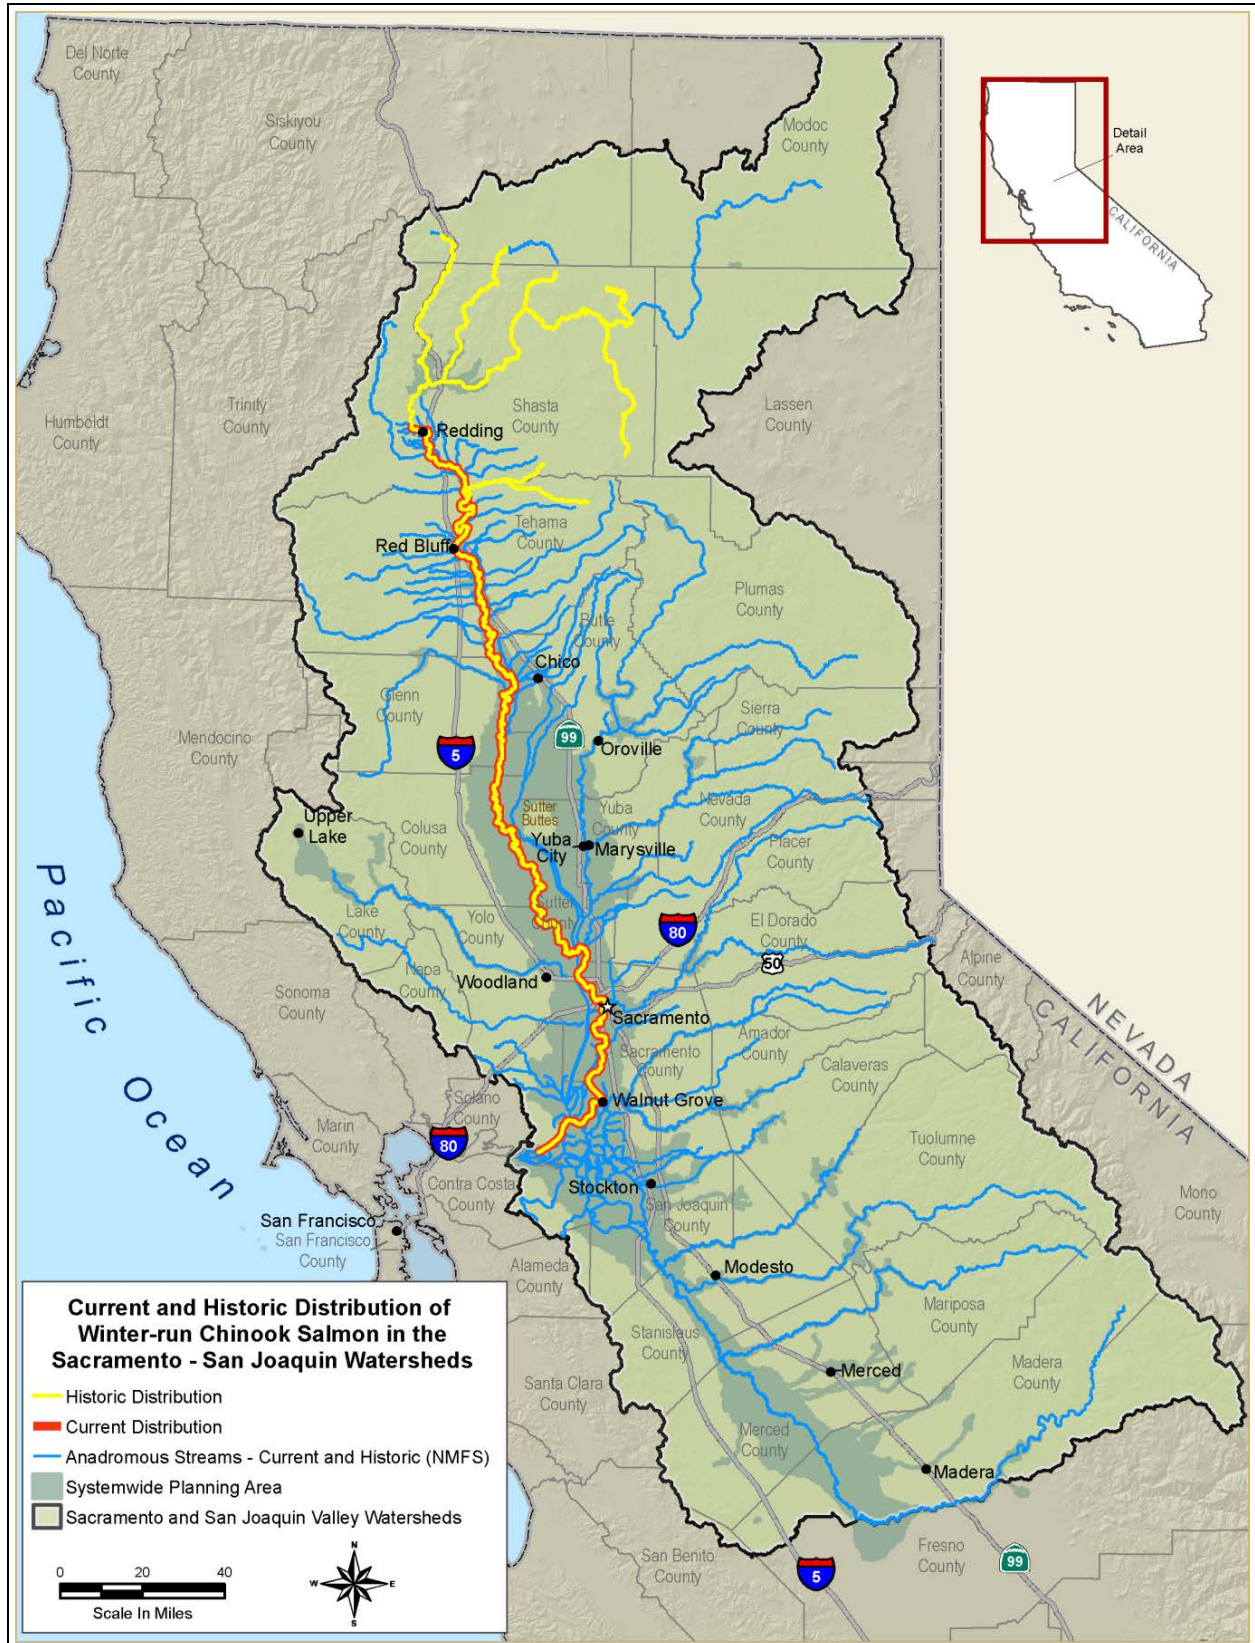 Del Norte
County
Siskiyou
County
Modoc
County
Detail
Area
CALIFORNIA
Humboldt
County
Trinity
County
Shasta
County
Lassen
County
Redding
Red Bluff
Tehama
County
Plumas
County
Butte
County
Chico
Glenn
County
Sierra
County
Mendocino
County
5
99
Oroville
Upper
Lake
Colusa
County
Sutter
Buttes
Yuba
County
Nevada
County
Yuba
City
Marysville
Placer
County
Pacific Ocean
Lake
County
Yolo
County
Sutter
County
80
El Dorado
County
50
Alpine
County
Napa
County
Woodland
Sonoma
County
Sacramento
NEVADA
CALIFORNIA
Sacramento
County
Amador
County
Calaveras
County
Solano
County
Walnut Grove
Marin
County
80
Tuolumne
County
Contra Costa
County
Stockton
San Joaquin
County
Mono
County
San Francisco
San Francisco
County
Alameda
County
Modesto
Mariposa
County
Stanislaus
County
Merced
Madera
County
Santa Clara
County
Merced
County
Madera
San Benito
County
5
Fresno
County
99
Current and Historic Distribution of
Winter-run Chinook Salmon in the
Sacramento - San Joaquin Watersheds
Historic Distribution
Current Distribution
Anadromous Streams - Current and Historic (NMFS)
Systemwide Planning Area
Sacramento and San Joaquin Valley Watersheds
0 20 40
Scale In Miles
N
W E
S